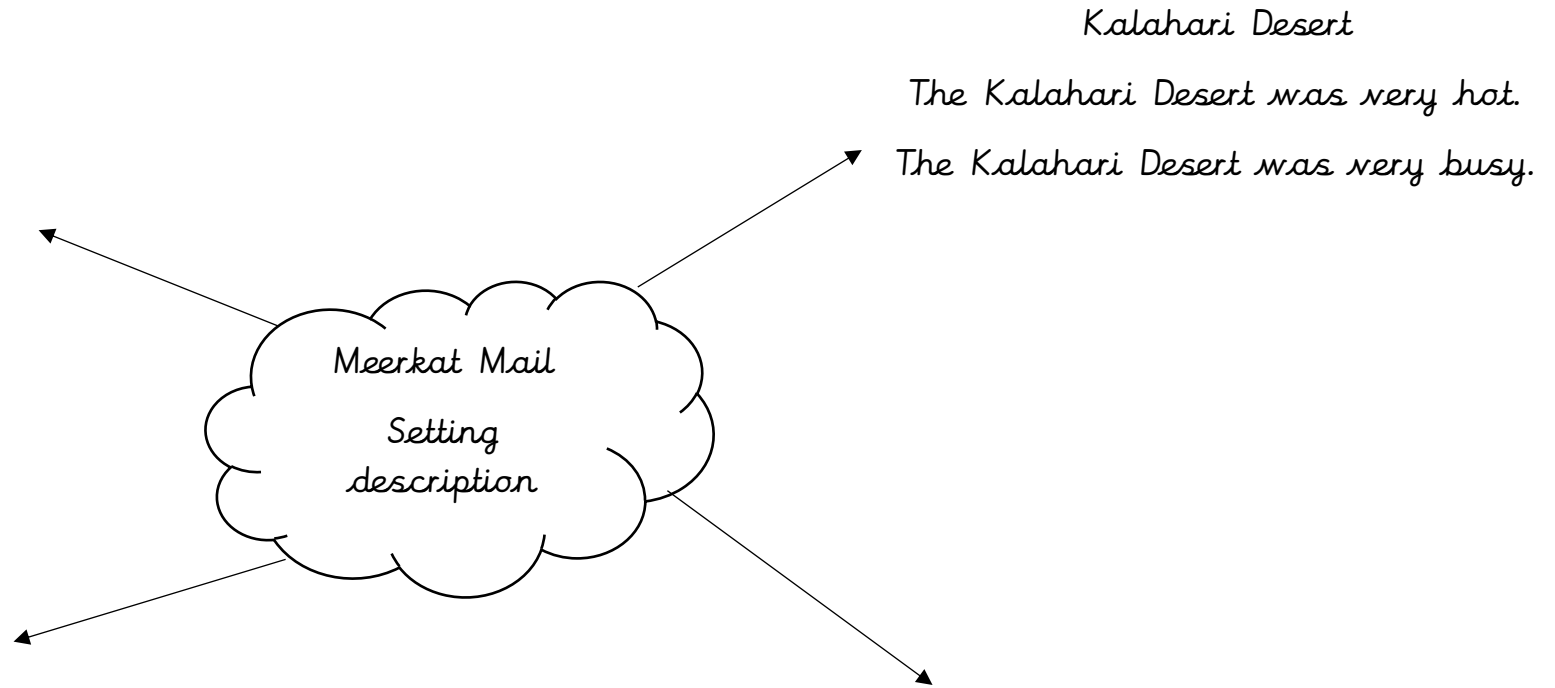 Kalahari Desert
The Kalahari Desert was very hot.
The Kalahari Desert was very busy.
Meerkat Mail
Setting
description